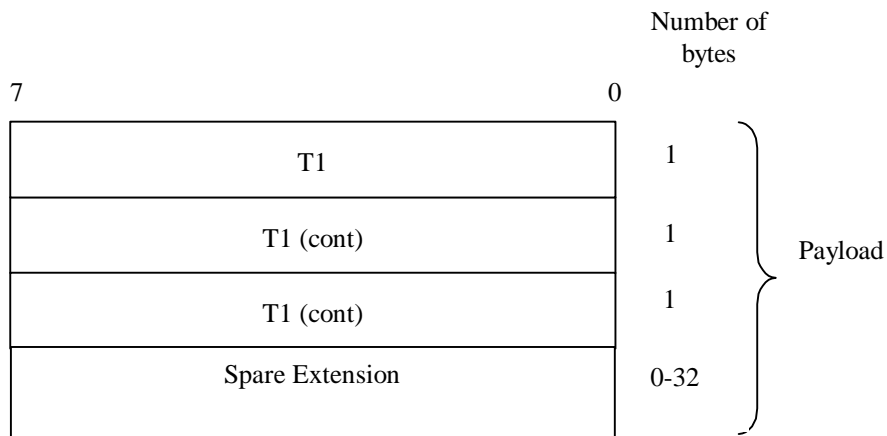 Number of
bytes
7 0
T1 1
T1 (cont) 1
Payload
T1 (cont) 1
Spare Extension 0-32